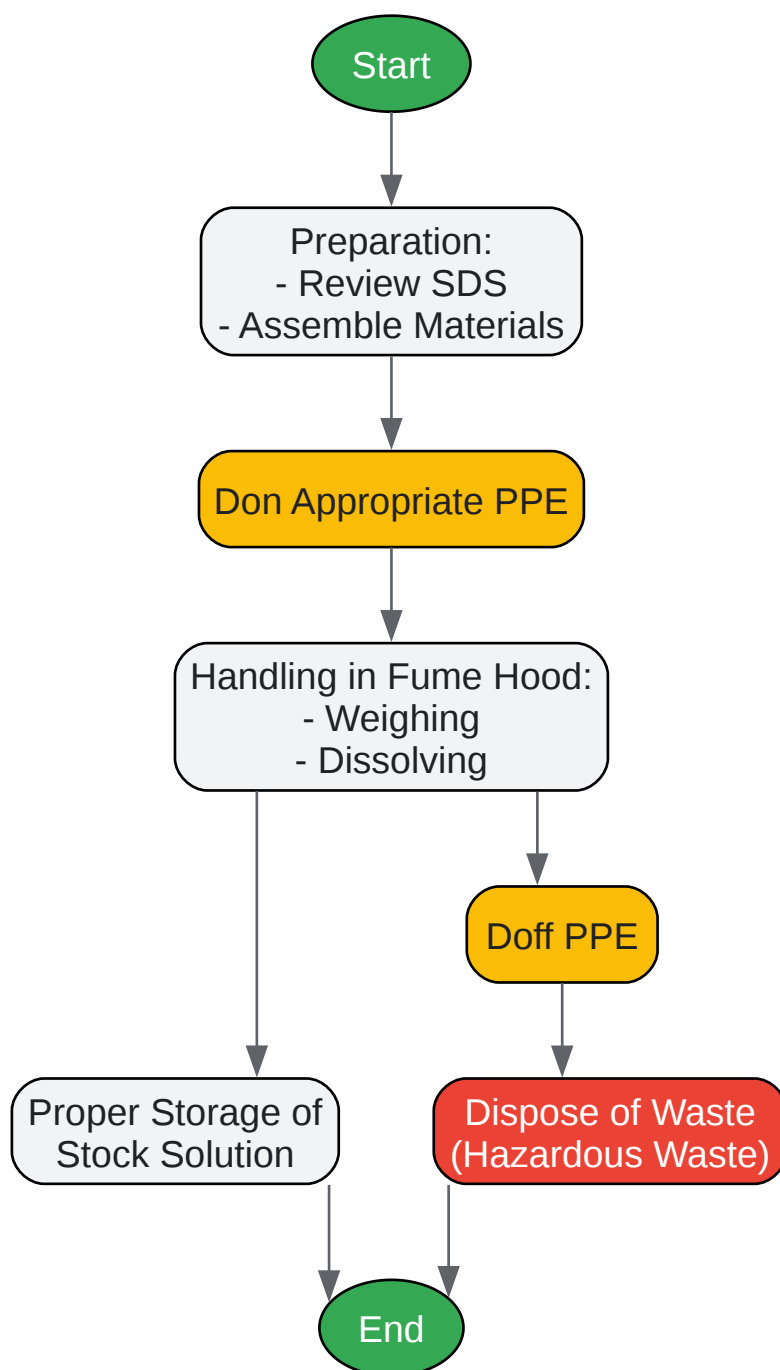 Start
Preparation:
- Review SDS
- Assemble Materials
Don Appropriate PPE
Handling in Fume Hood:
- Weighing
- Dissolving
Doff PPE
Proper Storage of
Stock Solution
Dispose of Waste
(Hazardous Waste)
End